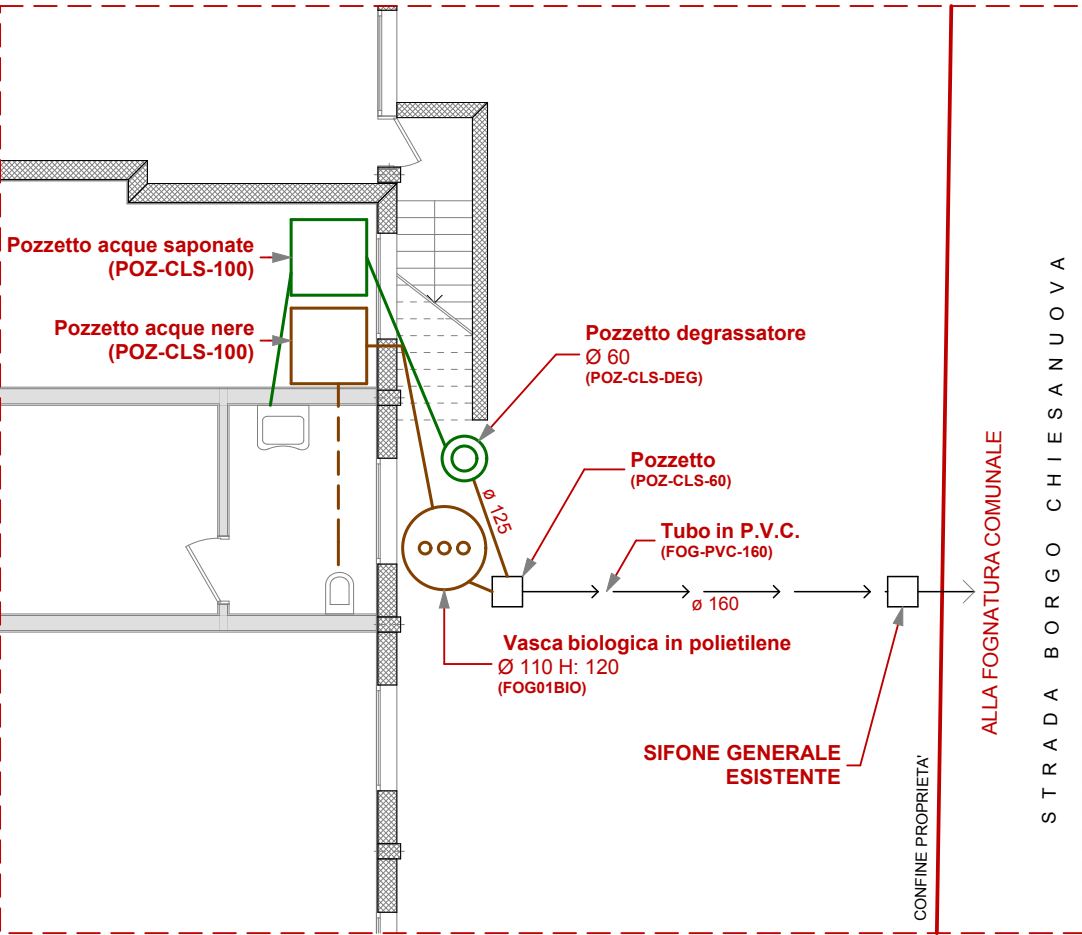 Pozzetto acque saponate
(POZ-CLS-100)
Pozzetto acque nere
(POZ-CLS-100)
Pozzetto degrassatore
Ø 60
(POZ-CLS-DEG)
Pozzetto
(POZ-CLS-60)
ø 125
Tubo in P.V.C.
(FOG-PVC-160)
ø 160
Vasca biologica in polietilene
Ø 110 H: 120
(FOG01BIO)
SIFONE GENERALE
ESISTENTE
CONFINE PROPRIETA'
ALLA FOGNATURA COMUNALE
STRADA BORGO CHIESANUOVA